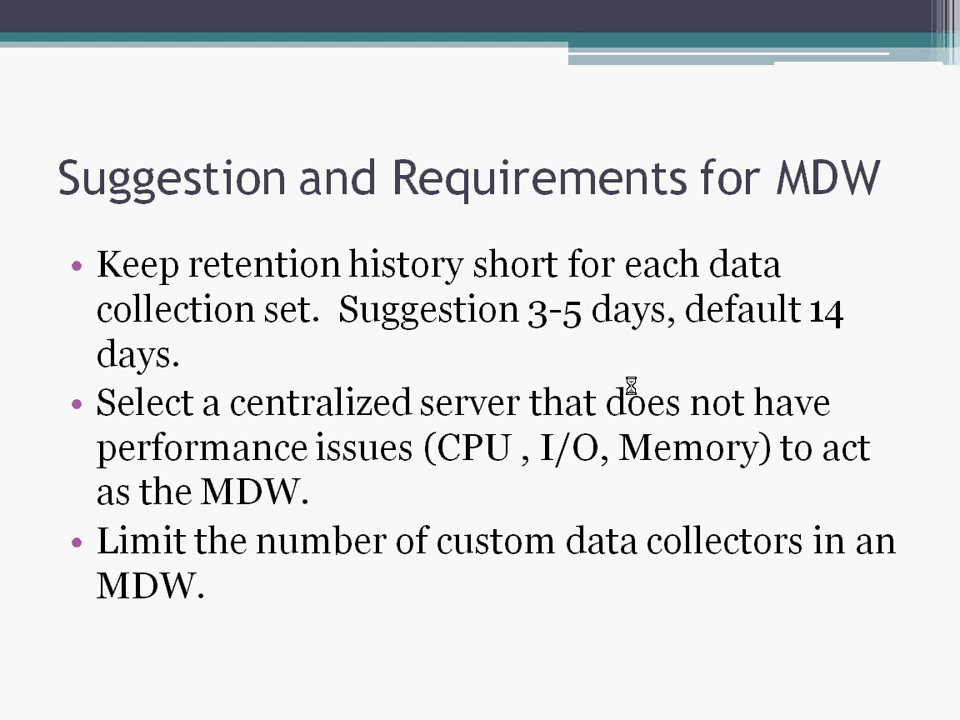 Suggestion and Requirements for MDW
• Keep retention history short for each data
collection set.  Suggestion 3-5 days, default 14
days.
• Select a centralized server that does not have
performance issues (CPU , I/O, Memory) to act
as the MDW.
• Limit the number of custom data collectors in an
MDW.